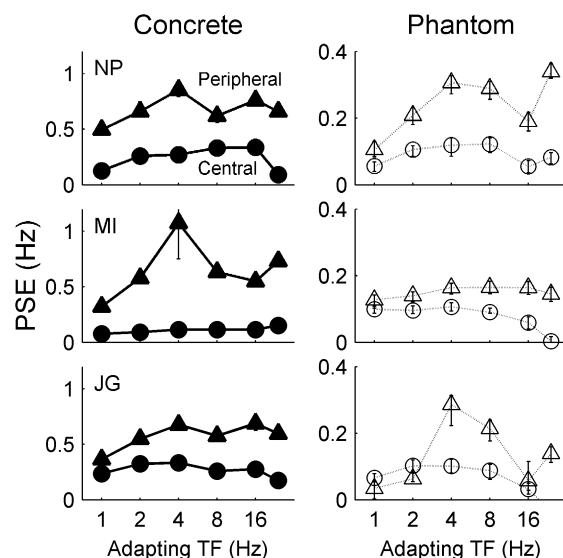 Concrete Phantom
NP
Peripheral
Central
1
0.5
0
0.4
0.2
0
MI
1
0.5
0
0.4
0.2
0
PSE (Hz)
JG
1
0.5
0
0.4
0.2
0
1 2 4 8 16
1 2 4 8 16
Adapting TF (Hz) Adapting TF (Hz)